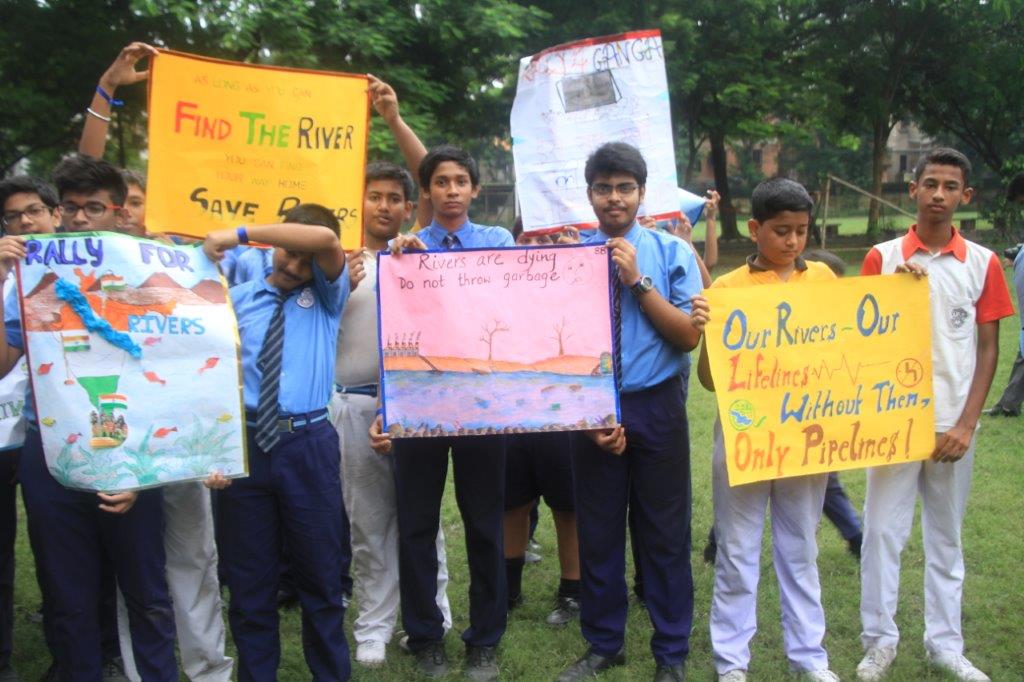 AS LONG AS YOU CAN
FIND THE RIVER
YOU CAN FIND
YOUR WAY HOME
SAVE RIVERS
GANGA
RALLY FOR
RIVERS
Rivers are dying
Do not throw garbage
OUR RIVERS - OUR
LIFELINES
WITHOUT THEM,
ONLY PIPELINES!